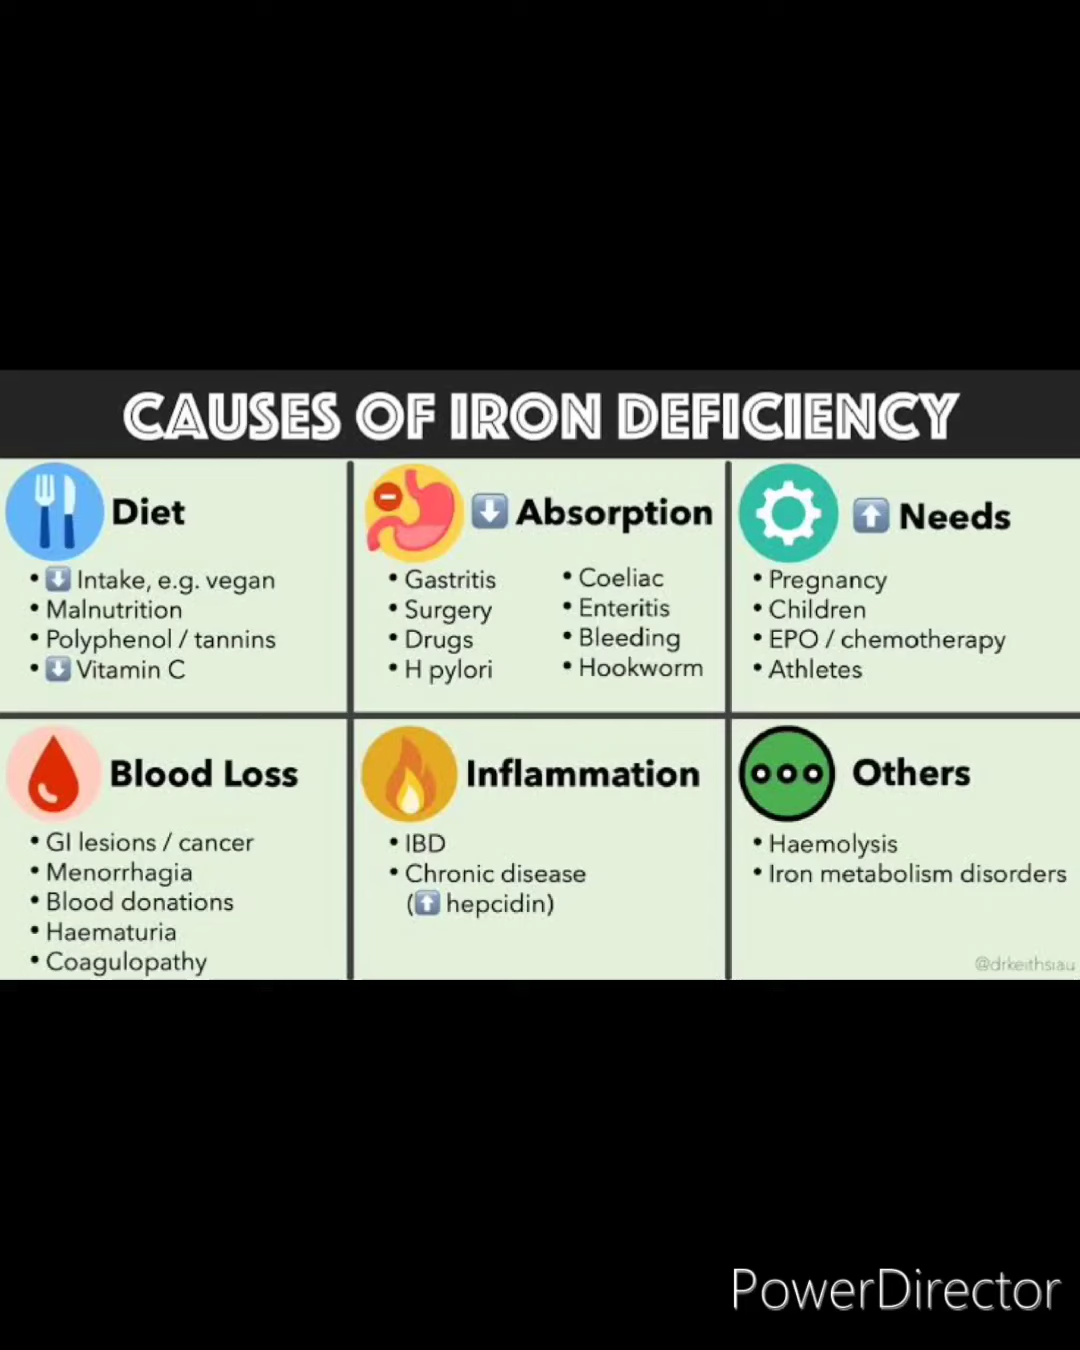 CAUSES OF IRON DEFICIENCY
Diet
• ⬇️ Intake, e.g. vegan
• Malnutrition
• Polyphenol / tannins
• ⬇️ Vitamin C
⬇️ Absorption
• Gastritis
• Surgery
• Drugs
• H pylori
• Coeliac
• Enteritis
• Bleeding
• Hookworm
⬆️ Needs
• Pregnancy
• Children
• EPO / chemotherapy
• Athletes
Blood Loss
• GI lesions / cancer
• Menorrhagia
• Blood donations
• Haematuria
• Coagulopathy
Inflammation
• IBD
• Chronic disease
(⬆️ hepcidin)
Others
• Haemolysis
• Iron metabolism disorders
@drkeithsiau
PowerDirector